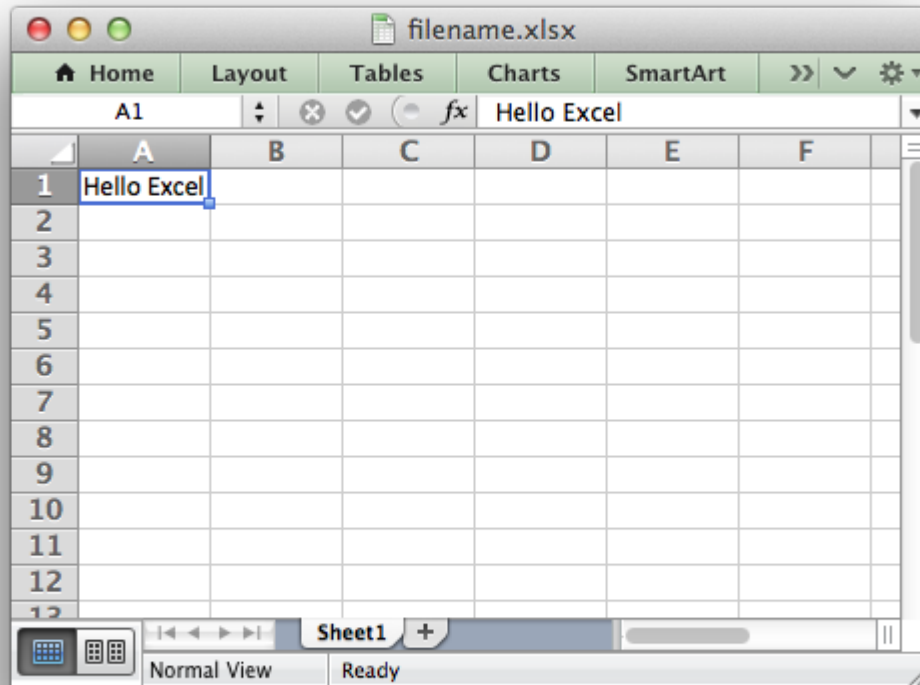 filename.xlsx
Home Layout Tables Charts SmartArt
A1 fx Hello Excel
A B C D E F
1 Hello Excel
2
3
4
5
6
7
8
9
10
11
12
13
Sheet1 +
Normal View Ready